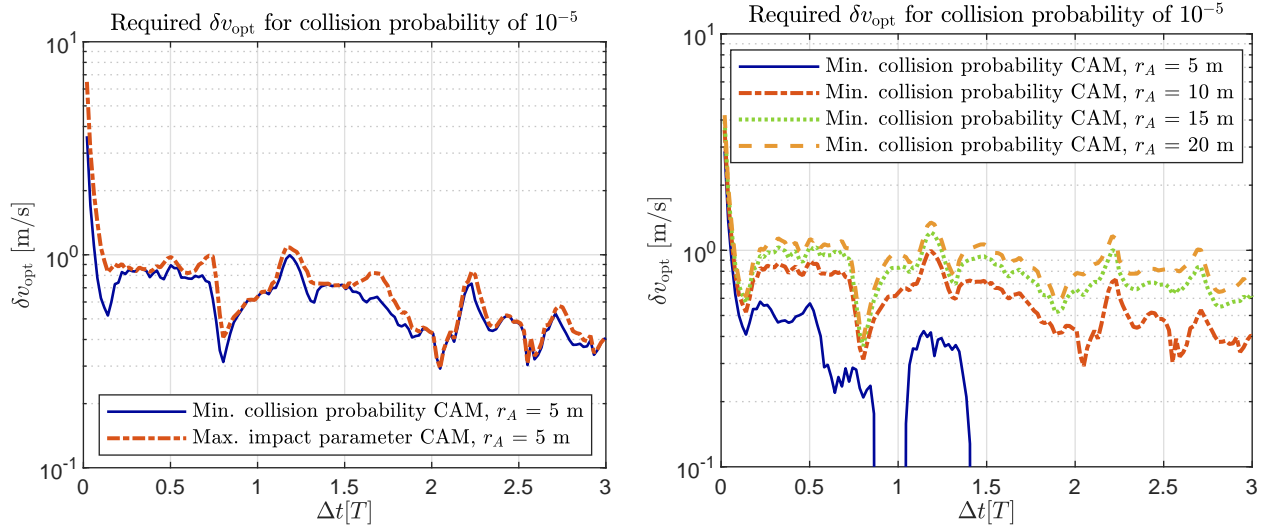 Required δv_opt for collision probability of 10^-5
10^1
10^0
10^-1
δv_opt [m/s]
Min. collision probability CAM, r_A = 5 m
Max. impact parameter CAM, r_A = 5 m
0 0.5 1 1.5 2 2.5 3
Δt[T]
Required δv_opt for collision probability of 10^-5
10^1
Min. collision probability CAM, r_A = 5 m
Min. collision probability CAM, r_A = 10 m
Min. collision probability CAM, r_A = 15 m
Min. collision probability CAM, r_A = 20 m
10^0
10^-1
δv_opt [m/s]
0 0.5 1 1.5 2 2.5 3
Δt[T]